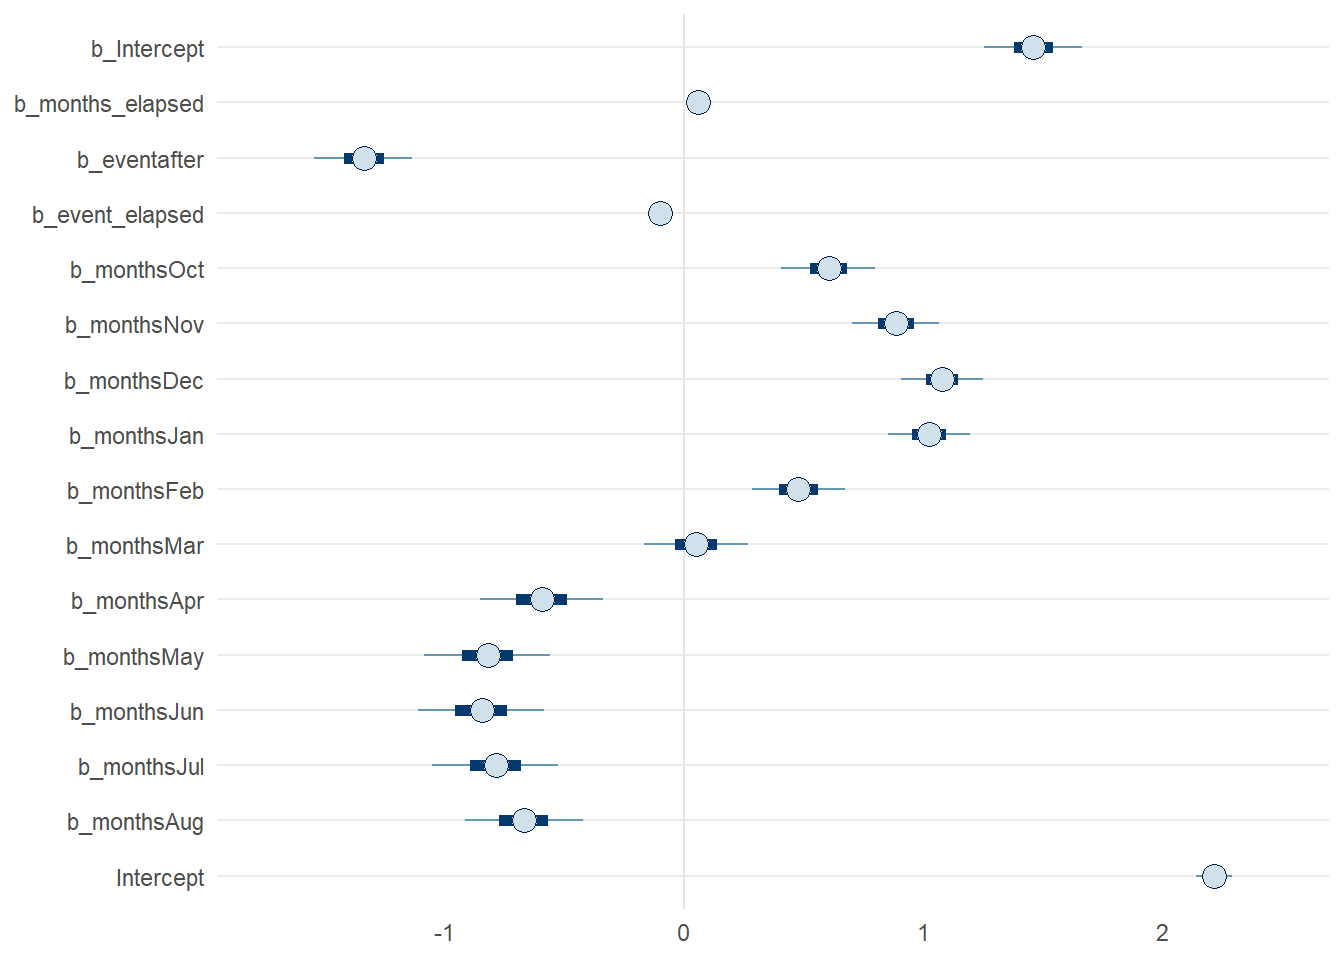 b_Intercept
b_months_elapsed
b_eventafter
b_event_elapsed
b_monthsOct
b_monthsNov
b_monthsDec
b_monthsJan
b_monthsFeb
b_monthsMar
b_monthsApr
b_monthsMay
b_monthsJun
b_monthsJul
b_monthsAug
Intercept
-1 0 1 2